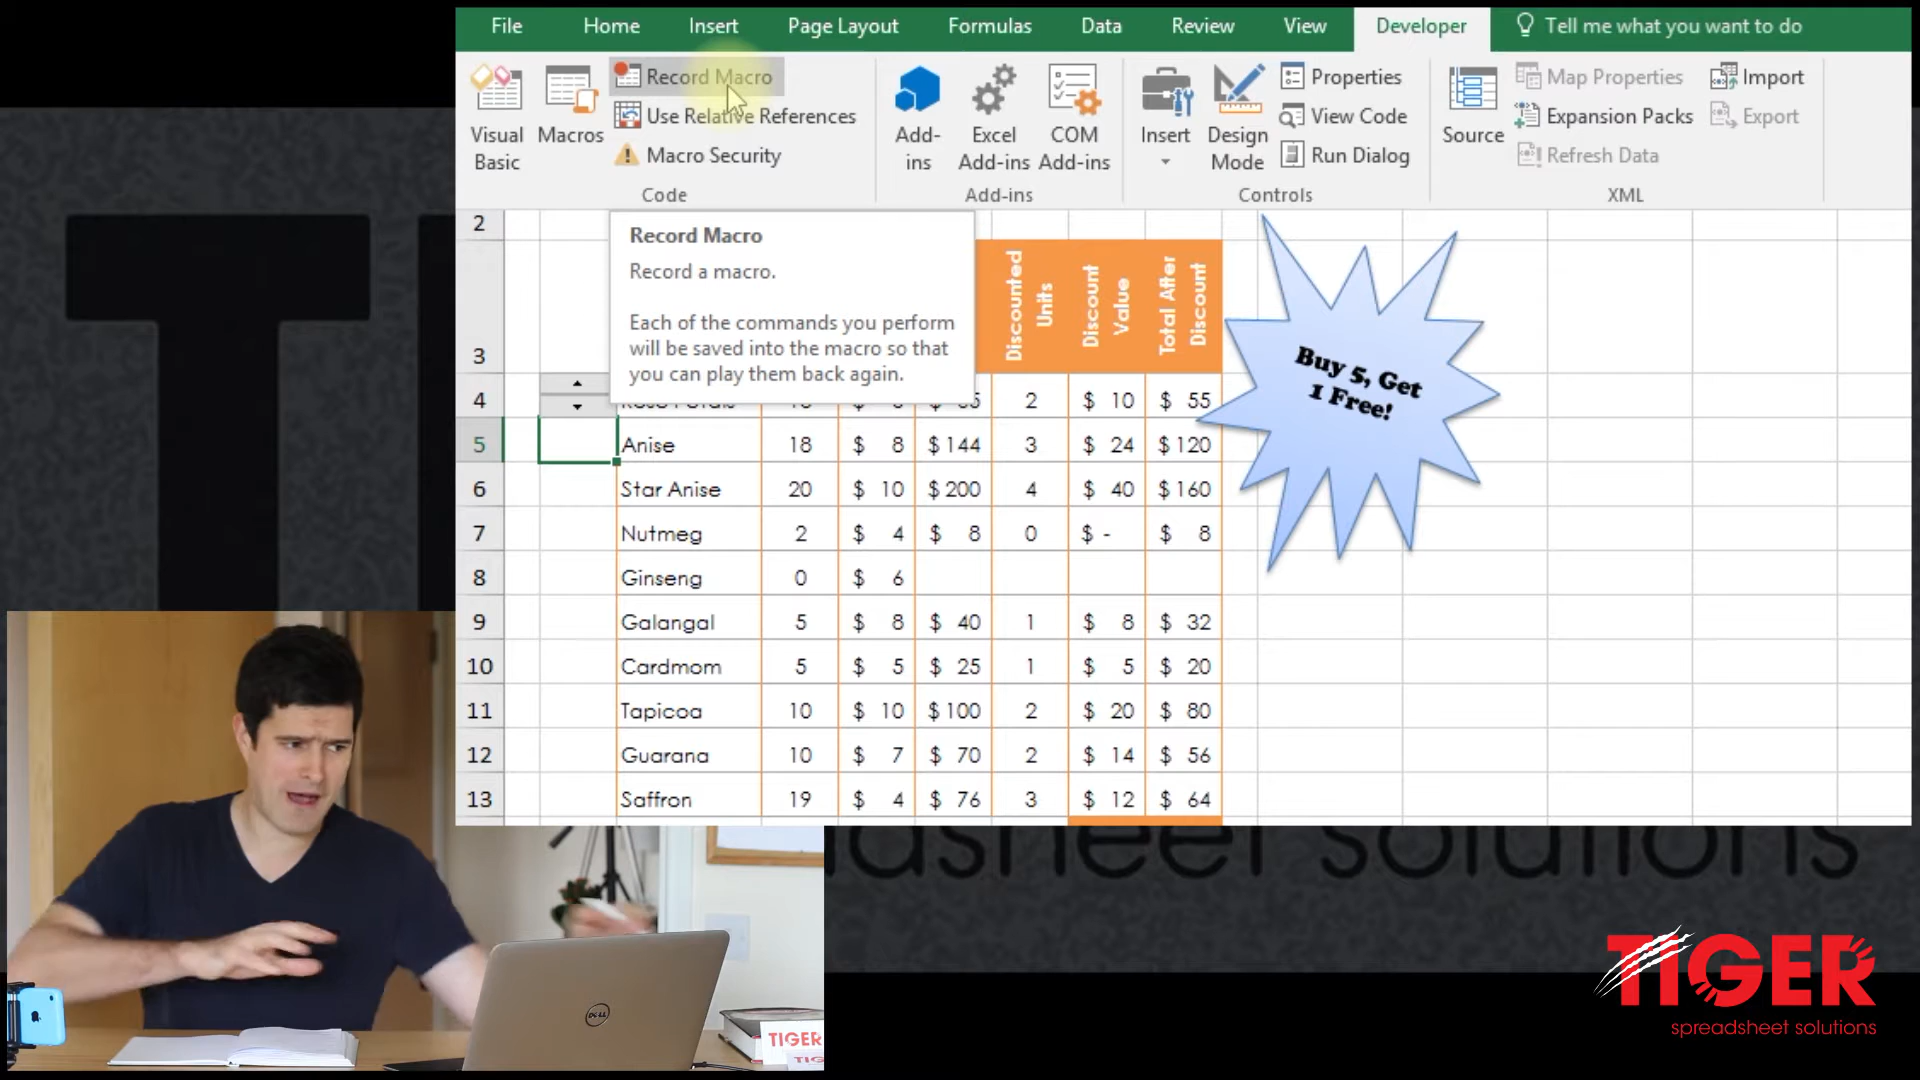 File Home Insert Page Layout Formulas Data Review View Developer Tell me what you want to do
Visual Basic
Macros
Record Macro
Use Relative References
Macro Security
Code
Add-ins
Excel Add-ins
COM Add-ins
Add-ins
Insert
Design Mode
Properties
View Code
Run Dialog
Controls
Source
Map Properties
Expansion Packs
Refresh Data
Import
Export
XML
Record Macro
Record a macro.
Each of the commands you perform
will be saved into the macro so that
you can play them back again.
2
3
Discounted Units
Discount Value
Total After Discount
4 2 $ 10 $ 55
5 Anise 18 $ 8 $ 144 3 $ 24 $ 120
6 Star Anise 20 $ 10 $ 200 4 $ 40 $ 160
7 Nutmeg 2 $ 4 $ 8 0 $ - $ 8
8 Ginseng 0 $ 6
9 Galangal 5 $ 8 $ 40 1 $ 8 $ 32
10 Cardmom 5 $ 5 $ 25 1 $ 5 $ 20
11 Tapicoa 10 $ 10 $ 100 2 $ 20 $ 80
12 Guarana 10 $ 7 $ 70 2 $ 14 $ 56
13 Saffron 19 $ 4 $ 76 3 $ 12 $ 64
Buy 5, Get
1 Free!
solutions
DELL
TIGER
TIGER
spreadsheet solutions